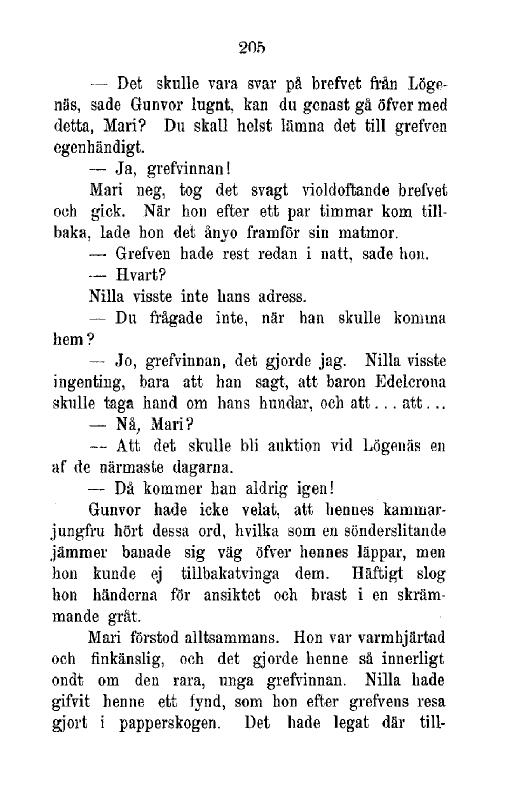 205
— Det skulle vara svar på brefvet från Löge-
näs, sade Gunvor lugnt, kan du genast gå öfver med
detta, Mari? Du skall helst lämna det till grefven
egenhändigt.
— Ja, grefvinnan!
Mari neg, tog det svagt violdoftande brefvet
och gick. När hon efter ett par timmar kom till-
baka, lade hon det ånyo framför sin matmor.
— Grefven hade rest redan i natt, sade hon.
— Hvart?
Nilla visste inte hans adress.
— Du frågade inte, när han skulle komma
hem?
— Jo, grefvinnan, det gjorde jag. Nilla visste
ingenting, bara att han sagt, att baron Edelcrona
skulle taga hand om hans hundar, och att... att...
— Nå, Mari?
— Att det skulle bli auktion vid Lögenäs en
af de närmaste dagarna.
— Då kommer han aldrig igen!
Gunvor hade icke velat, att hennes kammar-
jungfru hört dessa ord, hvilka som en sönderslitande
jämmer banade sig väg öfver hennes läppar, men
hon kunde ej tillbakatvinga dem. Häftigt slog
hon händerna för ansiktet och brast i en skräm-
mande gråt.
Mari förstod alltsammans. Hon var varmhjärtad
och finkänslig, och det gjorde henne så innerligt
ondt om den rara, unga grefvinnan. Nilla hade
gifvit henne ett fynd, som hon efter grefvens resa
gjort i papperskogen. Det hade legat där till-